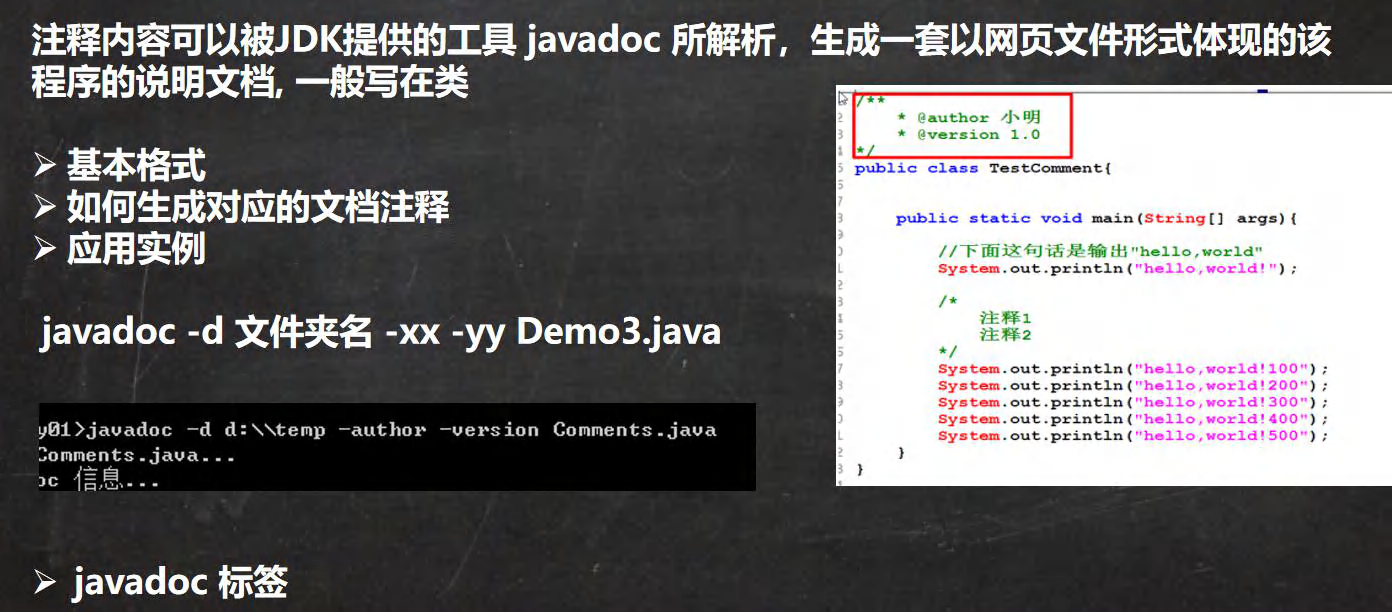 注释内容可以被JDK提供的工具 javadoc 所解析，生成一套以网页文件形式体现的该
程序的说明文档, 一般写在类
➢ 基本格式
➢ 如何生成对应的文档注释
➢ 应用实例
javadoc -d 文件夹名 -xx -yy Demo3.java
y01>javadoc -d d:\\temp -author -version Comments.java
Comments.java...
oc 信息...
➢ javadoc 标签
/**
* @author 小明
* @version 1.0
*/
public class TestComment{
public static void main(String[] args){
//下面这句话是输出"hello,world"
System.out.println("hello,world!");
/*
注释1
注释2
*/
System.out.println("hello,world!100");
System.out.println("hello,world!200");
System.out.println("hello,world!300");
System.out.println("hello,world!400");
System.out.println("hello,world!500");
}
}